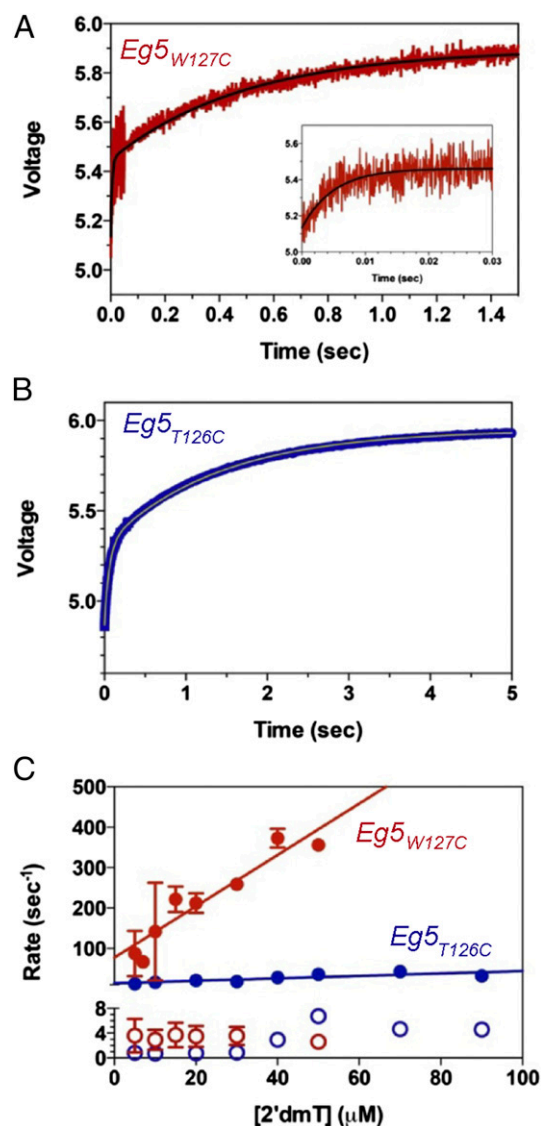 A
Eg5W127C
6.0
5.8
5.6
5.4
5.2
5.0
Voltage
0.0 0.2 0.4 0.6 0.8 1.0 1.2 1.4
Time (sec)
5.6
5.4
5.2
5.0
Voltage
0.00 0.01 0.02 0.03
Time (sec)
B
Eg5T126C
6.0
5.5
5.0
Voltage
0 1 2 3 4 5
Time (sec)
C
Eg5W127C
Eg5T126C
500
400
300
200
100
8
4
0
Rate (sec-1)
0 20 40 60 80 100
[2'dmT] (μM)